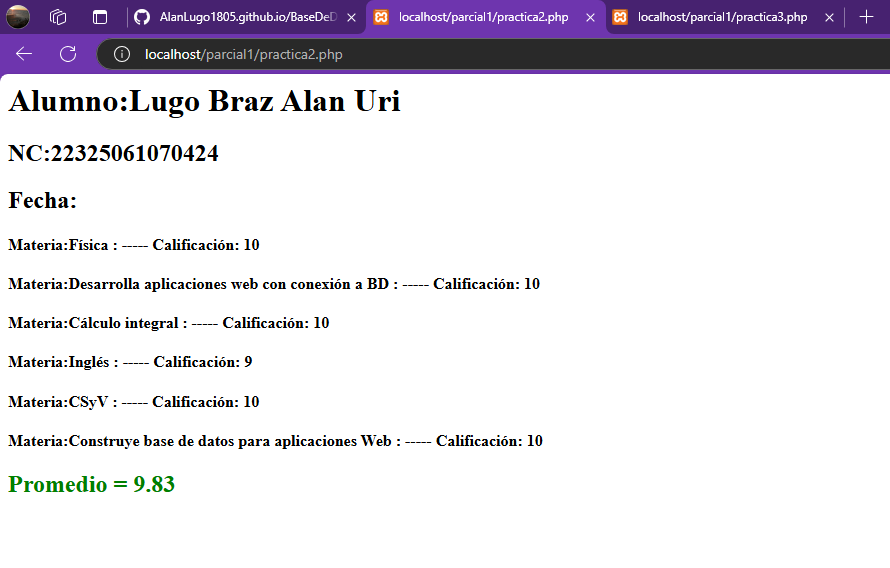 AlanLugo1805.github.io/BaseDeD
localhost/parcial1/practica2.php
localhost/parcial1/practica3.php
localhost/parcial1/practica2.php
Alumno:Lugo Braz Alan Uri
NC:22325061070424
Fecha:
Materia:Física : ----- Calificación: 10
Materia:Desarrolla aplicaciones web con conexión a BD : ----- Calificación: 10
Materia:Cálculo integral : ----- Calificación: 10
Materia:Inglés : ----- Calificación: 9
Materia:CSyV : ----- Calificación: 10
Materia:Construye base de datos para aplicaciones Web : ----- Calificación: 10
Promedio = 9.83